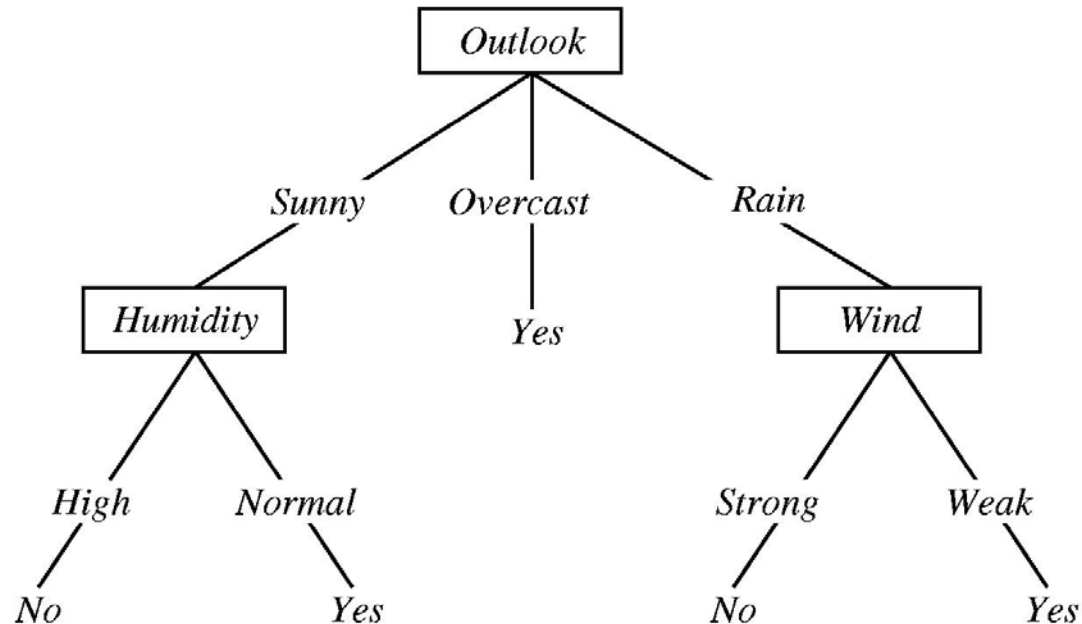 Outlook
Sunny Overcast Rain
Humidity Yes Wind
High Normal Strong Weak
No Yes No Yes